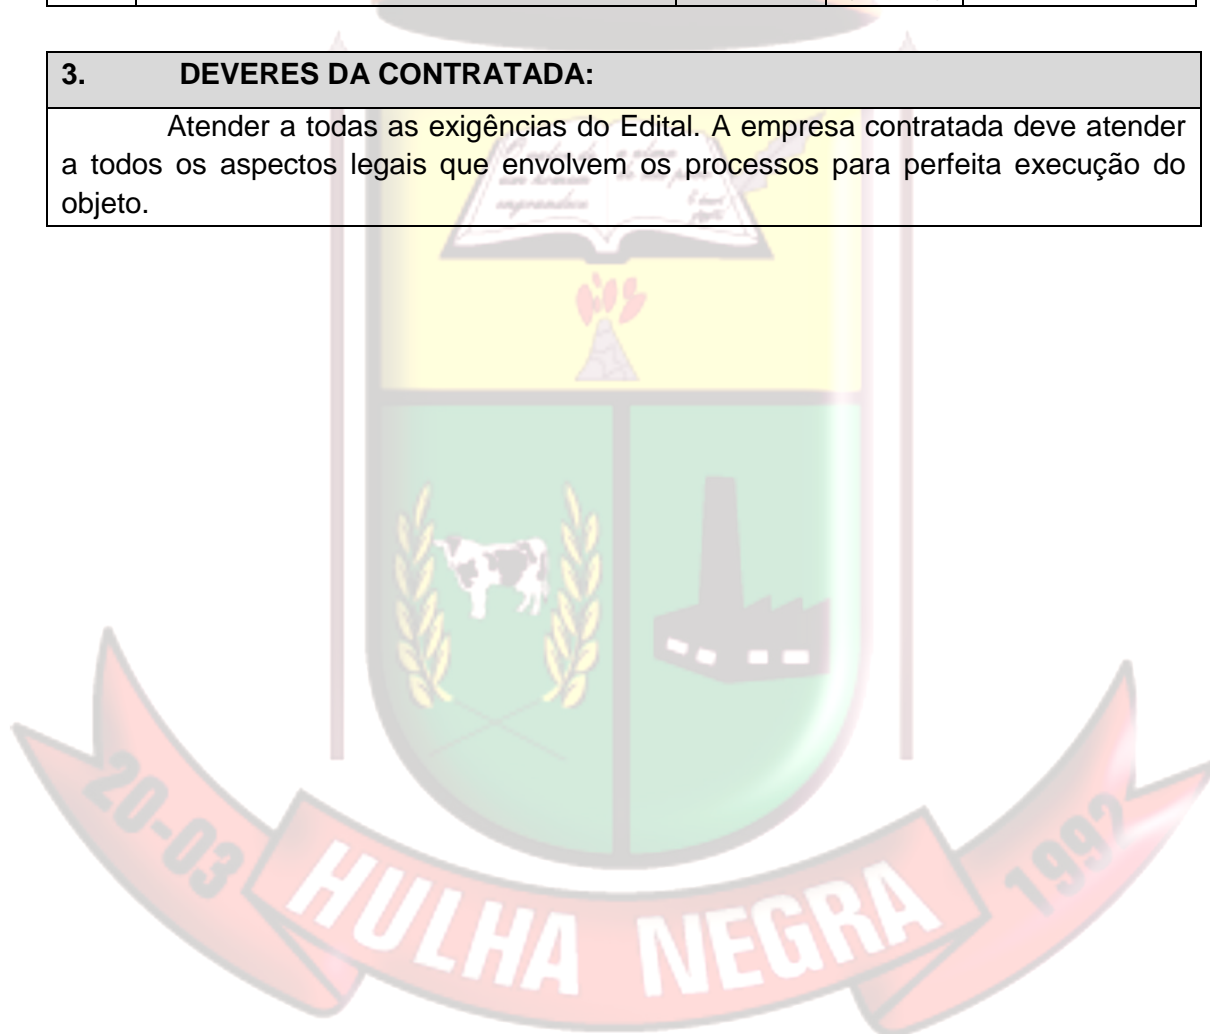 3. DEVERES DA CONTRATADA:
Atender a todas as exigências do Edital. A empresa contratada deve atender
a todos os aspectos legais que envolvem os processos para perfeita execução do
objeto.
20-03
HULHA NEGRA
1992